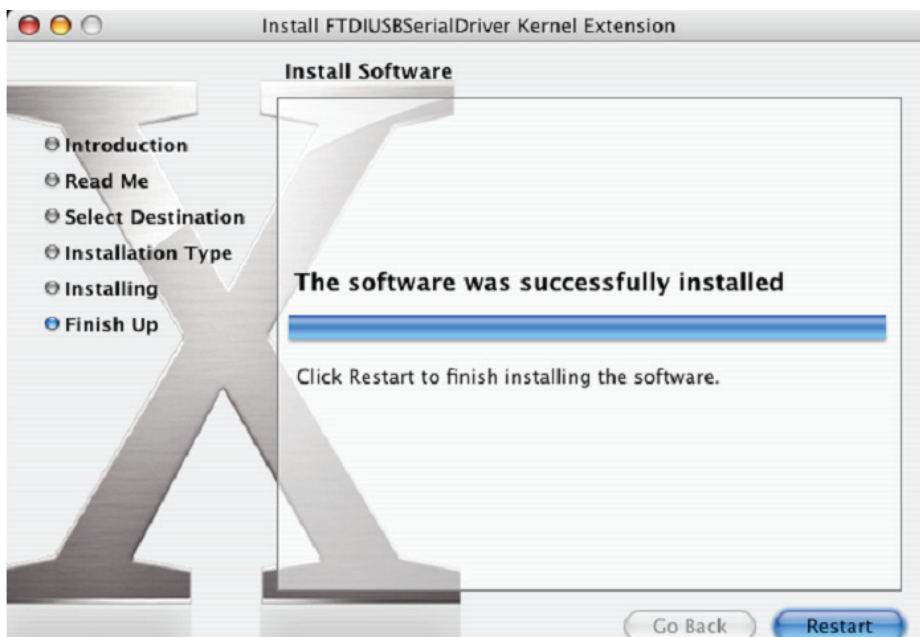 Install FTDIUSBSerialDriver Kernel Extension
Install Software
Introduction
Read Me
Select Destination
Installation Type
Installing
Finish Up
The software was successfully installed
Click Restart to finish installing the software.
Go Back
Restart